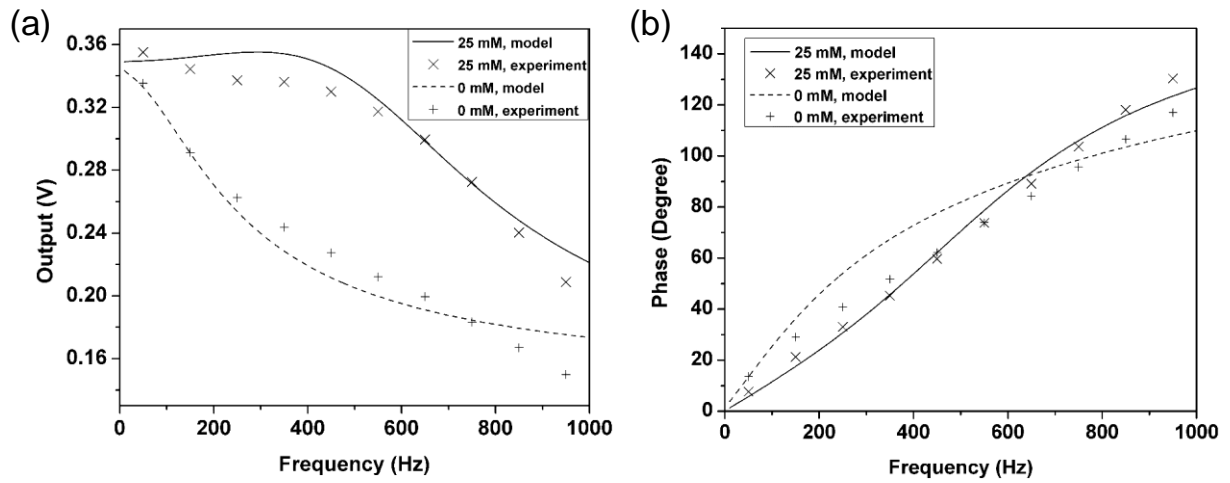 (a)
Output (V)
0.36
0.32
0.28
0.24
0.20
0.16
0 200 400 600 800 1000
Frequency (Hz)
25 mM, model
25 mM, experiment
0 mM, model
0 mM, experiment
(b)
Phase (Degree)
140
120
100
80
60
40
20
0
0 200 400 600 800 1000
Frequency (Hz)
25 mM, model
25 mM, experiment
0 mM, model
0 mM, experiment